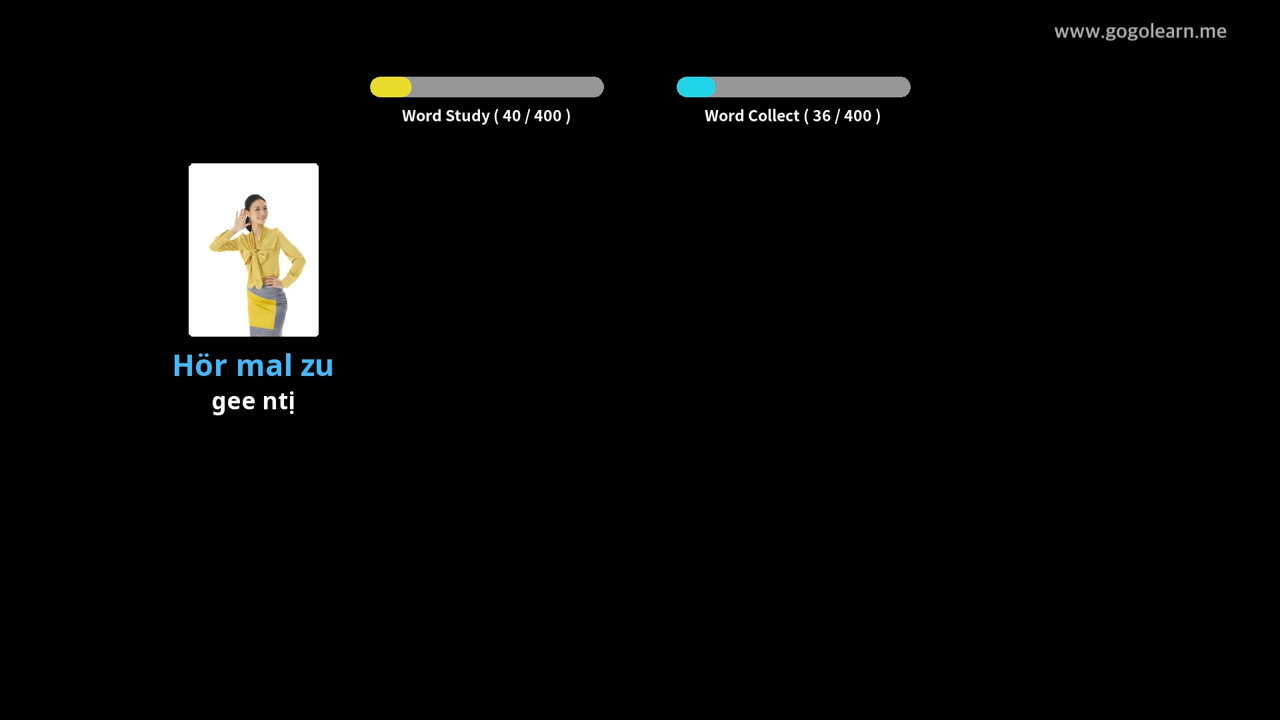 www.gogolearn.me
Word Study ( 40 / 400 )
Word Collect ( 36 / 400 )
Hör mal zu
gee ntị